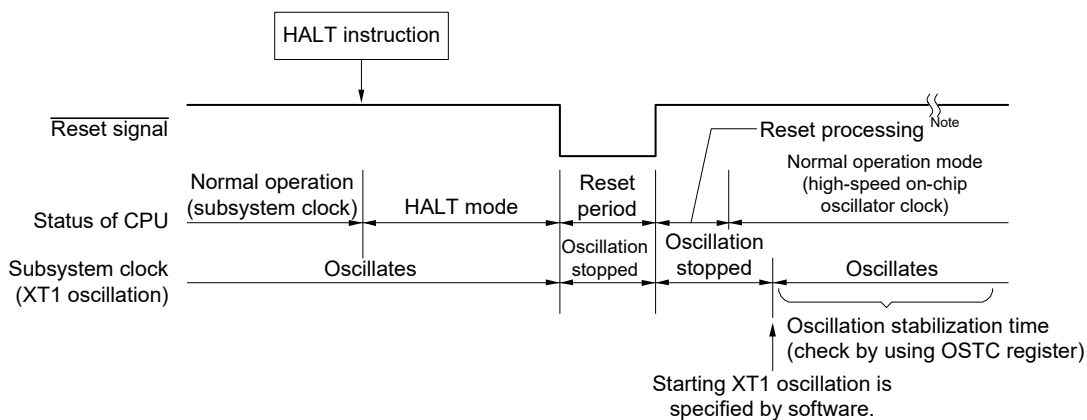 HALT instruction
Reset signal
Reset processing Note
Status of CPU
Normal operation
(subsystem clock)
HALT mode
Reset
period
Normal operation mode
(high-speed on-chip
oscillator clock)
Subsystem clock
(XT1 oscillation)
Oscillates
Oscillation
stopped
Oscillation
stopped
Oscillates
Oscillation stabilization time
(check by using OSTC register)
Starting XT1 oscillation is
specified by software.